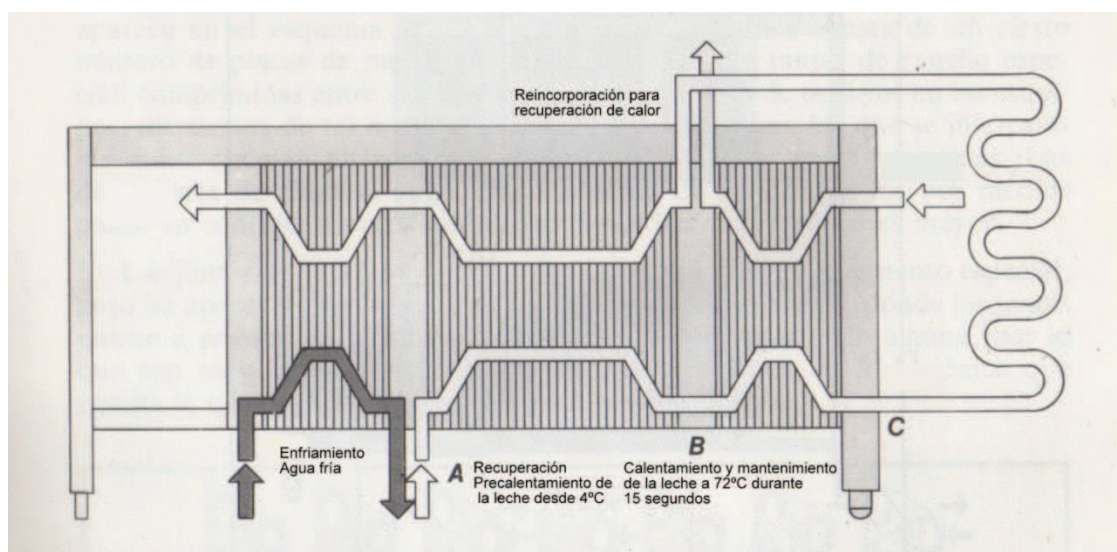 Reincorporación para
recuperación de calor
Enfriamiento
Agua fría
A
Recuperación
Precalentamiento de
la leche desde 4ºC
B
Calentamiento y mantenimiento
de la leche a 72ºC durante
15 segundos
C